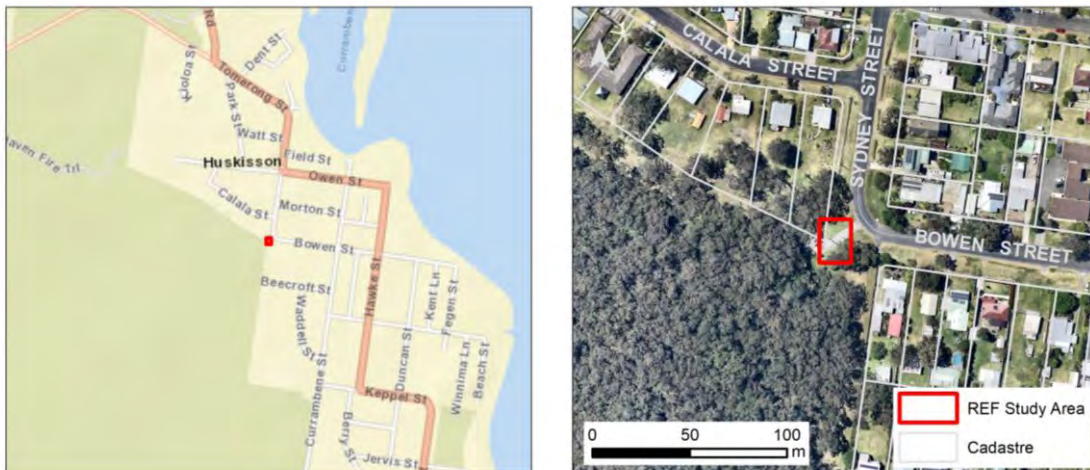 Rd
Dent St
Kioloa St
Tomerong St
Park St
Watt St
Field St
Huskisson
Owen St
Calala St
Morton St
Bowen St
Hawke St
Beecroft St
Waddell St
Kent Ln
Fegen St
Duncan St
Winnima Ln
Beach St
Currambene St
Keppel St
Berry St
Jervis St
Fire Trl
CALALA STREET
SYDNEY STREET
BOWEN STREET
REF Study Area
Cadastre
0 50 100
m